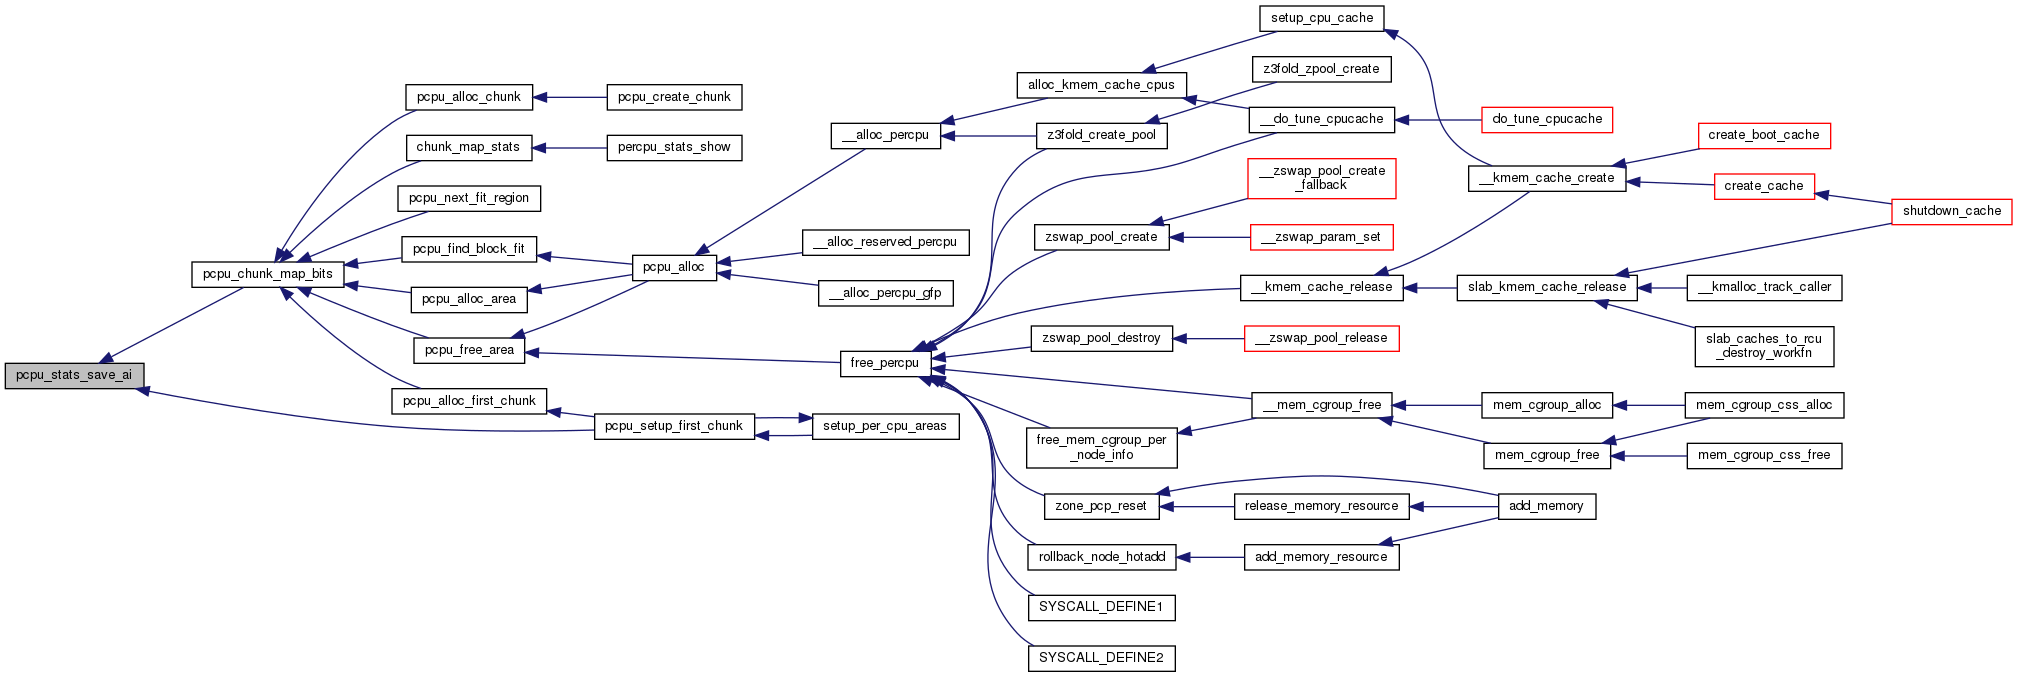 setup_cpu_cache
z3fold_zpool_create
alloc_kmem_cache_cpus
pcpu_alloc_chunk
pcpu_create_chunk
__do_tune_cpucache
do_tune_cpucache
__alloc_percpu
z3fold_create_pool
create_boot_cache
chunk_map_stats
percpu_stats_show
__zswap_pool_create
_fallback
__kmem_cache_create
create_cache
pcpu_next_fit_region
shutdown_cache
zswap_pool_create
__zswap_param_set
pcpu_find_block_fit
__alloc_reserved_percpu
pcpu_alloc
pcpu_chunk_map_bits
__kmem_cache_release
slab_kmem_cache_release
__kmalloc_track_caller
__alloc_percpu_gfp
pcpu_alloc_area
zswap_pool_destroy
__zswap_pool_release
slab_caches_to_rcu
_destroy_workfn
pcpu_free_area
free_percpu
pcpu_stats_save_ai
pcpu_alloc_first_chunk
__mem_cgroup_free
mem_cgroup_alloc
mem_cgroup_css_alloc
pcpu_setup_first_chunk
setup_per_cpu_areas
free_mem_cgroup_per
_node_info
mem_cgroup_free
mem_cgroup_css_free
zone_pcp_reset
release_memory_resource
add_memory
rollback_node_hotadd
add_memory_resource
SYSCALL_DEFINE1
SYSCALL_DEFINE2